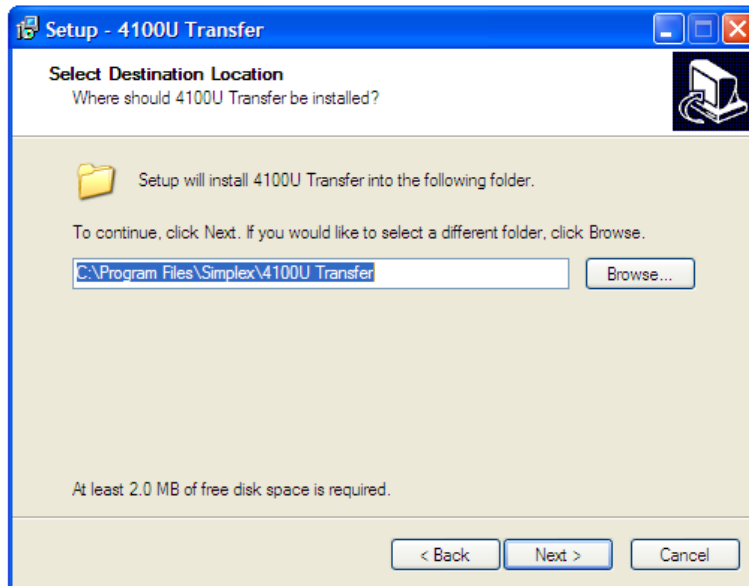 Setup - 4100U Transfer
Select Destination Location
Where should 4100U Transfer be installed?
Setup will install 4100U Transfer into the following folder.
To continue, click Next. If you would like to select a different folder, click Browse.
C:\Program Files\Simplex\4100U Transfer
Browse...
At least 2.0 MB of free disk space is required.
< Back
Next >
Cancel